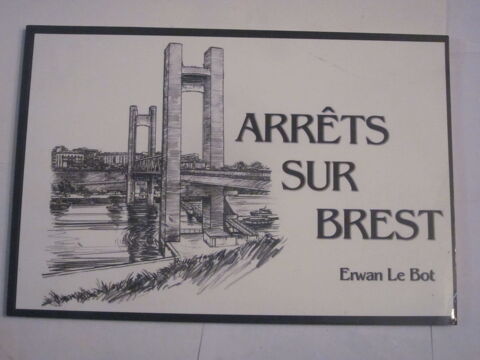 ARRÊTS
SUR
BREST
Erwan Le Bot